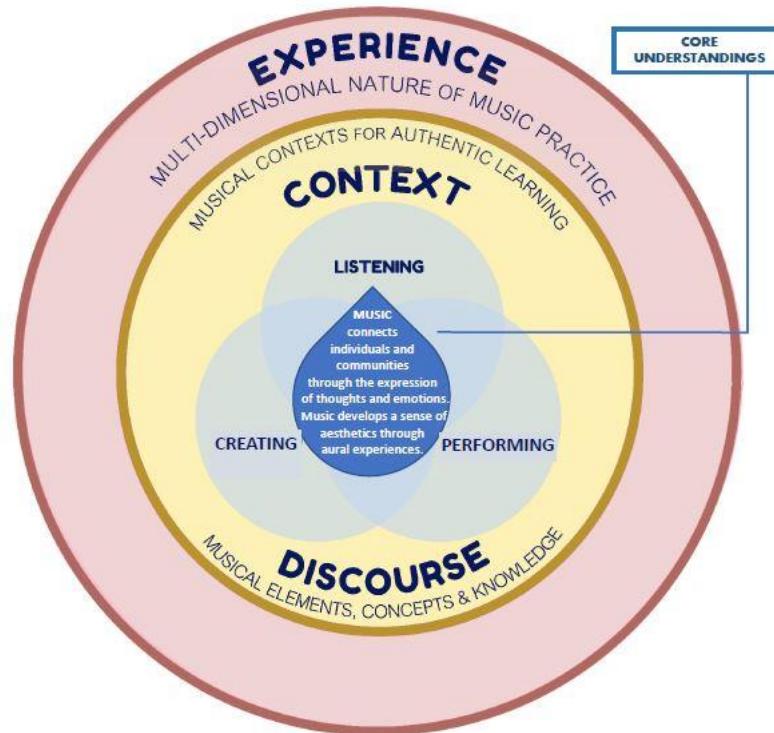 CORE
UNDERSTANDINGS
EXPERIENCE
MULTI-DIMENSIONAL NATURE OF MUSIC PRACTICE
MUSICAL CONTEXTS FOR AUTHENTIC LEARNING
CONTEXT
LISTENING
MUSIC
connects
individuals and
communities
through the expression
of thoughts and emotions.
Music develops a sense of
aesthetics through
aural experiences.
CREATING
PERFORMING
DISCOURSE
MUSICAL ELEMENTS, CONCEPTS & KNOWLEDGE